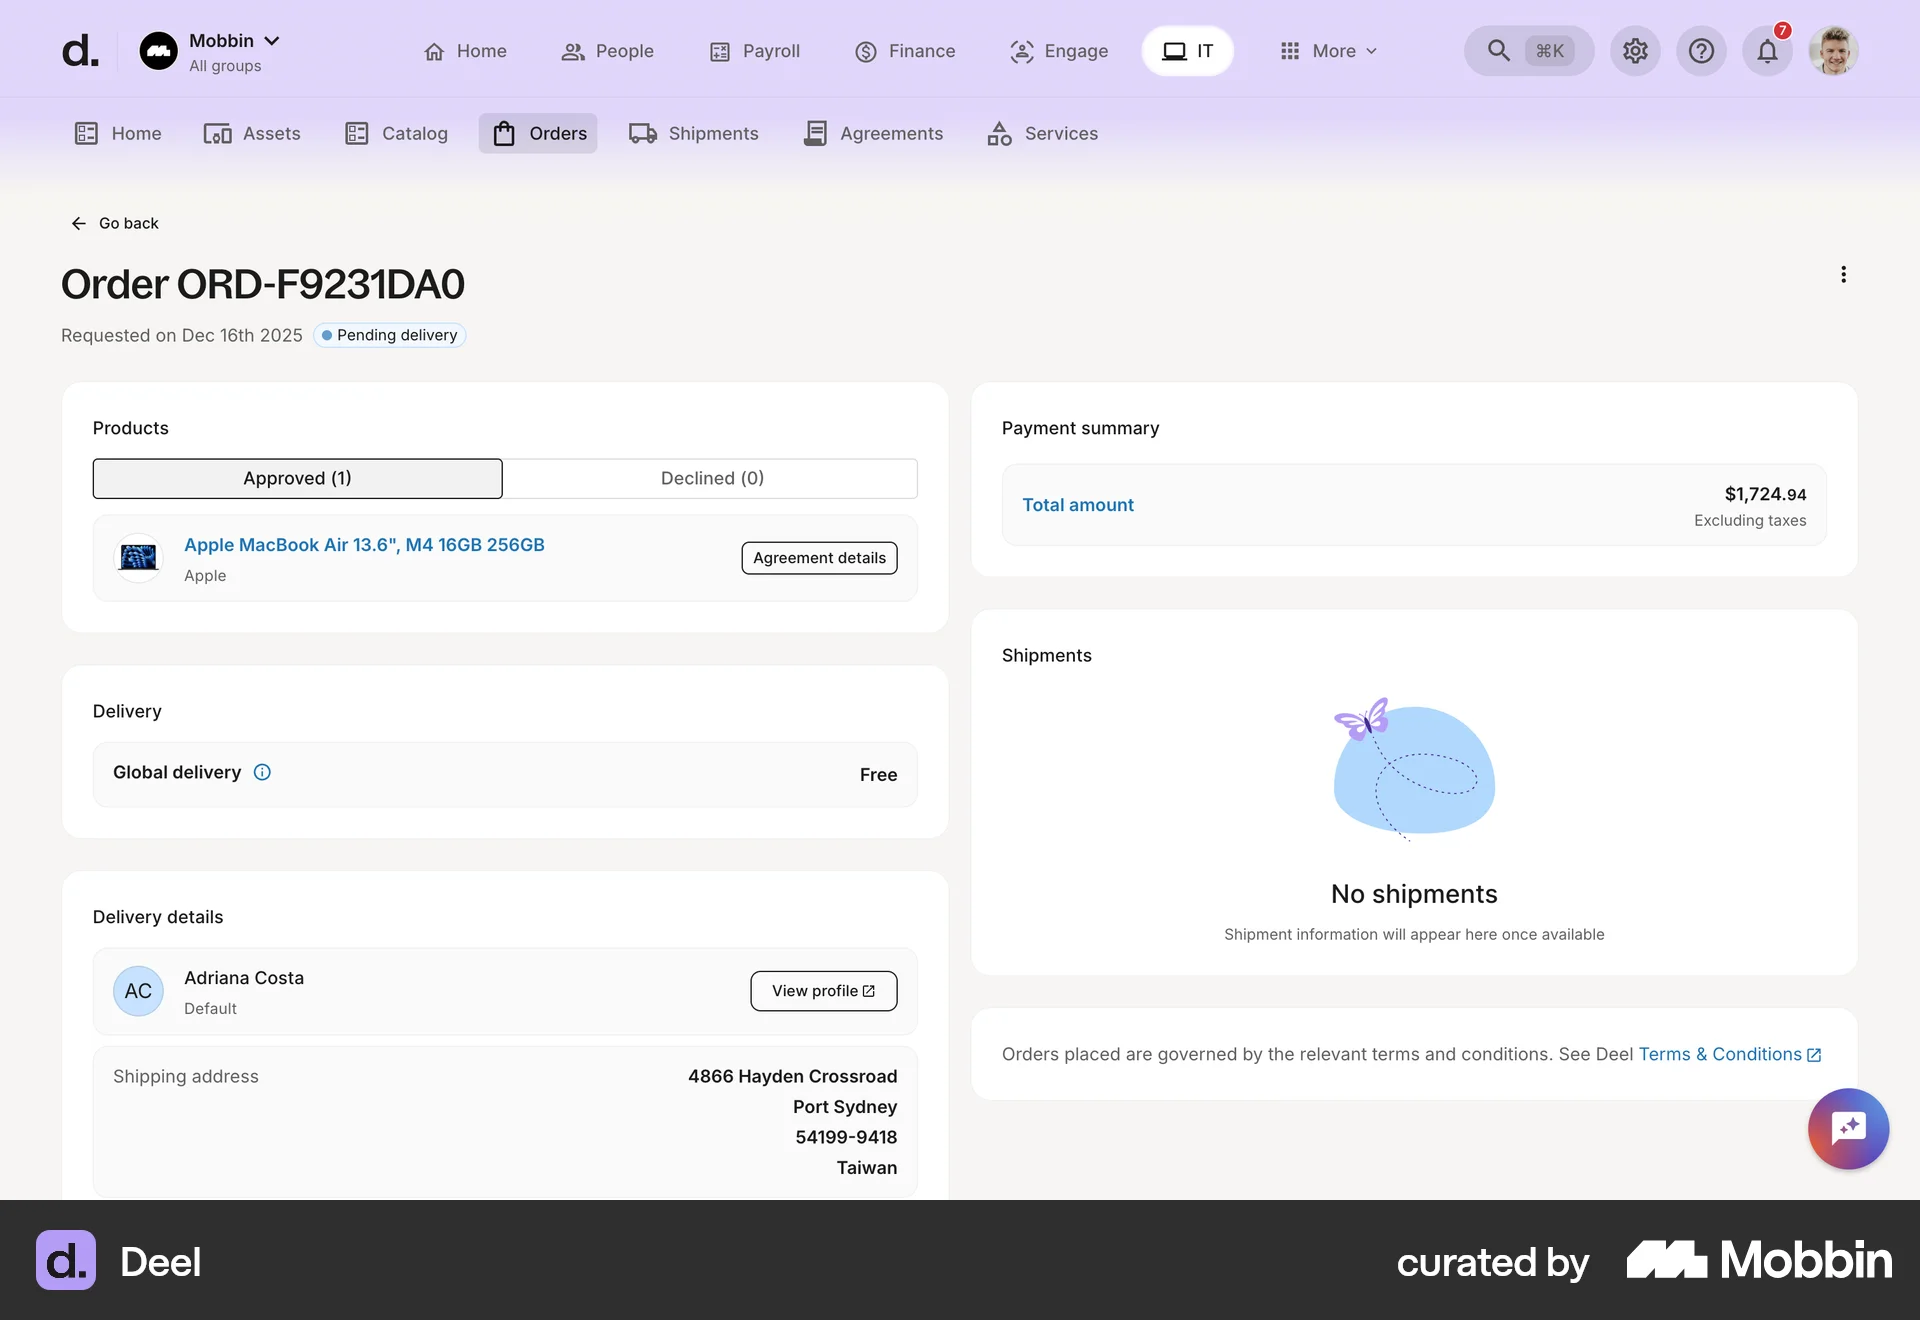 d.
Mobbin
All groups
Home
People
Payroll
Finance
Engage
IT
More
⌘K
7
Home
Assets
Catalog
Orders
Shipments
Agreements
Services
Go back
Order ORD-F9231DA0
Requested on Dec 16th 2025
Pending delivery
Products
Approved (1)
Declined (0)
Apple MacBook Air 13.6", M4 16GB 256GB
Apple
Agreement details
Delivery
Global delivery
Free
Delivery details
AC
Adriana Costa
Default
View profile
Shipping address
4866 Hayden Crossroad
Port Sydney
54199-9418
Taiwan
Payment summary
Total amount
$1,724.94
Excluding taxes
Shipments
No shipments
Shipment information will appear here once available
Orders placed are governed by the relevant terms and conditions. See Deel Terms & Conditions
d.
Deel
curated by
Mobbin